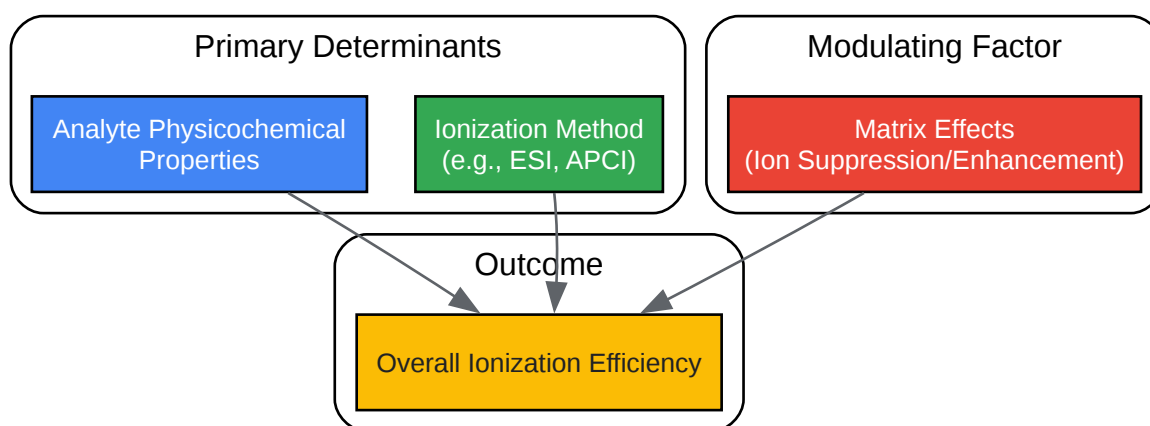 Primary Determinants
Modulating Factor
Analyte Physicochemical
Properties
Ionization Method
(e.g., ESI, APCI)
Matrix Effects
(Ion Suppression/Enhancement)
Outcome
Overall Ionization Efficiency